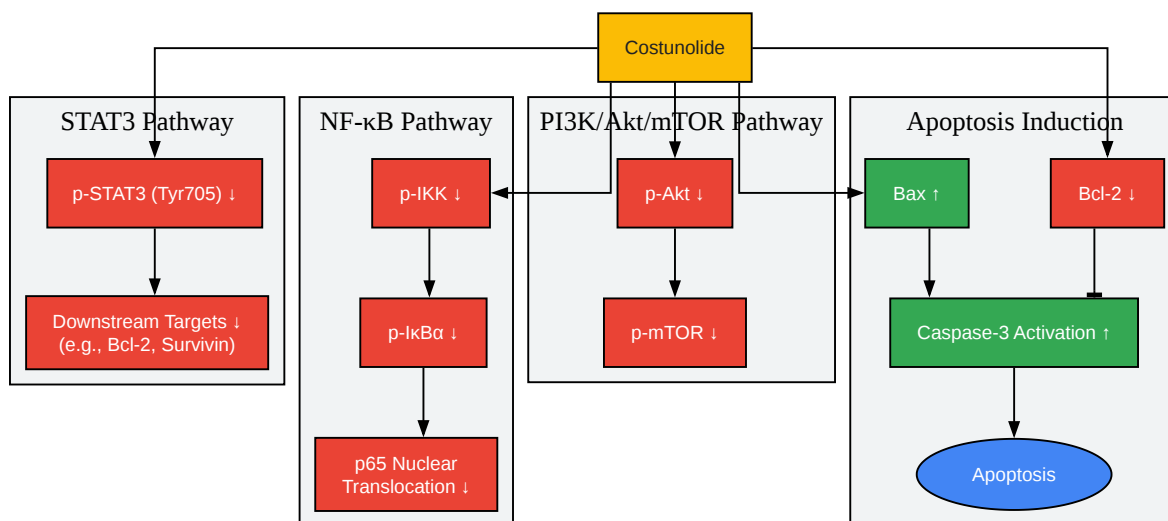 Costunolide
STAT3 Pathway
p-STAT3 (Tyr705) ↓
Downstream Targets ↓
(e.g., Bcl-2, Survivin)
NF-κB Pathway
p-IKK ↓
p-IκBα ↓
p65 Nuclear
Translocation ↓
PI3K/Akt/mTOR Pathway
p-Akt ↓
p-mTOR ↓
Apoptosis Induction
Bax ↑
Bcl-2 ↓
Caspase-3 Activation ↑
Apoptosis